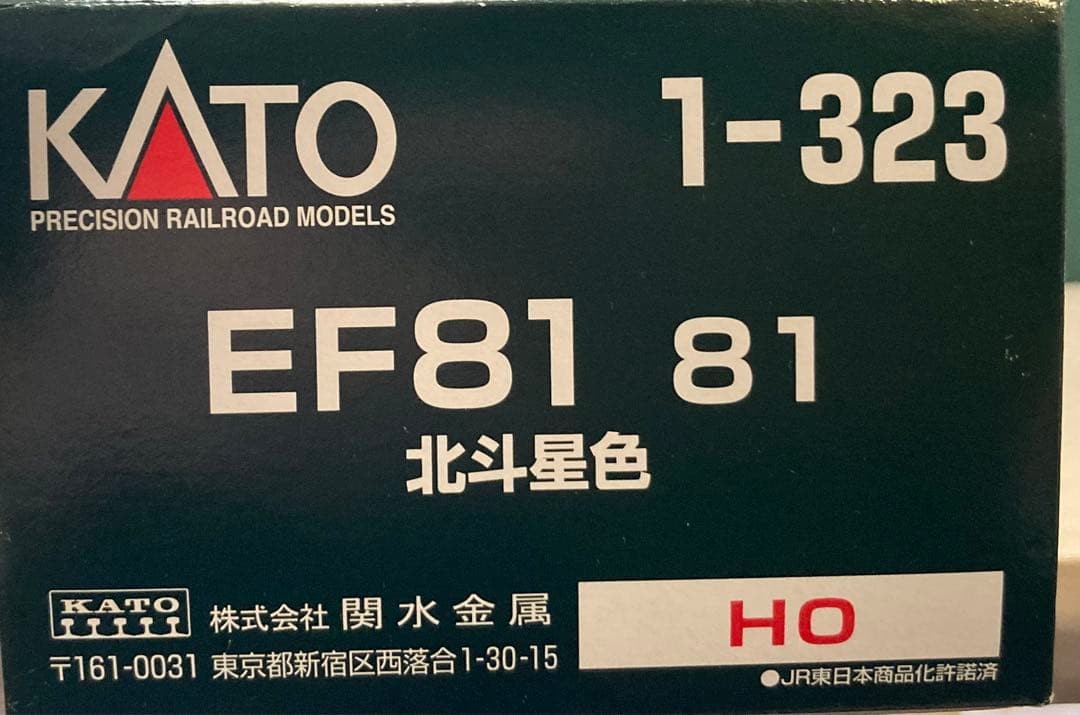 KATO 1-323
PRECISION RAILROAD MODELS
EF81 81
北斗星色
KATO
株式会社 関水金属
〒161-0031 東京都新宿区西落合1-30-15
HO
●JR東日本商品化許諾済